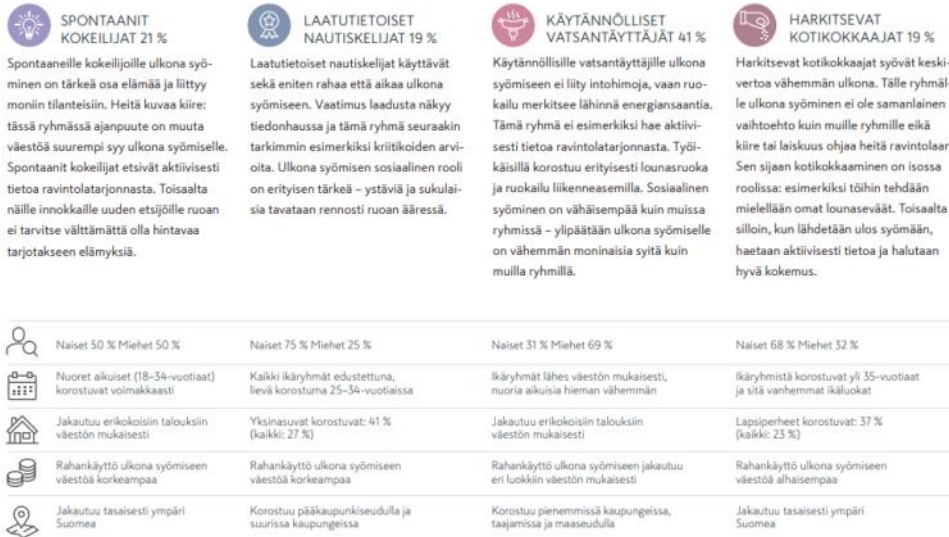 SPONTAANIT
KOKEILIJAT 21 %
Spontaaneille kokeilijoille ulkona syö-
minen on tärkeä osa elämää ja liittyy
moniin tilanteisiin. Heitä kuvaa kiire:
tässä ryhmässä ajanpuute on muuta
väestöä suurempi syy ulkona syömiselle.
Spontaanit kokeilijat etsivät aktiivisesti
tietoa ravintolatarjonnasta. Toisaalta
näille innokkaille uuden etsijöille ruoan
ei tarvitse välttämättä olla hintavaa
tarjotakseen elämyksiä.
LAATUTIETOISET
NAUTISKELIJAT 19 %
Laatutietoiset nautiskelijat käyttävät
sekä eniten rahaa että aikaa ulkona
syömiseen. Vaatimus laadusta näkyy
tiedonhaussa ja tämä ryhmä seuraakin
tarkimmin esimerkiksi kriitikoiden arvi-
oita. Ulkona syömisen sosiaalinen rooli
on erityisen tärkeä – ystäviä ja sukulai-
sia tavataan rennosti ruoan ääressä.
KÄYTÄNNÖLLISET
VATSANTÄYTTÄJÄT 41 %
Käytännöllisille vatsantäyttäjille ulkona
syömiseen ei liity intohimoja, vaan ruo-
kailu merkitsee lähinnä energiansaantia.
Tämä ryhmä ei esimerkiksi hae aktiivi-
sesti tietoa ravintolatarjonnasta. Työi-
käisillä korostuu erityisesti lounasruoka
ja ruokailu liikenneasemilla. Sosiaalinen
syöminen on vähäisempää kuin muissa
ryhmissä – ylipäätään ulkona syömiselle
on vähemmän moninaisia syitä kuin
muilla ryhmillä.
HARKITSEVAT
KOTIKOKKAAJAT 19 %
Harkitsevat kotikokkaajat syövät keski-
vertoa vähemmän ulkona. Tälle ryhmäl-
le ulkona syöminen ei ole samanlainen
vaihtoehto kuin muille ryhmille eikä
kiire tai laiskuus ohjaa heitä ravintolaan
Sen sijaan kotikokkaaminen on isossa
roolissa: esimerkiksi töihin tehdään
mielellään omat lounaseväät. Toisaalta
silloin, kun lähdetään ulos syömään,
haetaan aktiivisesti tietoa ja halutaan
hyvä kokemus.
Naiset 50 % Miehet 50 %
Naiset 75 % Miehet 25 %
Naiset 31 % Miehet 69 %
Naiset 68 % Miehet 32 %
Nuoret aikuiset (18–34-vuotiaat)
korostuvat voimakkaasti
Kaikki ikäryhmät edustettuna,
lievä korostuma 25–34-vuotiaissa
Ikäryhmät lähes väestön mukaisesti,
nuoria aikuisia hieman vähemmän
Ikäryhmistä korostuvat yli 35-vuotiaat
ja sitä vanhemmat ikäluokat
Jakautuu erikokoisiin talouksiin
väestön mukaisesti
Yksinasuvat korostuvat: 41 %
(kaikki: 27 %)
Jakautuu erikokoisiin talouksiin
väestön mukaisesti
Lapsiperheet korostuvat: 37 %
(kaikki: 23 %)
Rahankäyttö ulkona syömiseen
väestöä korkeampaa
Rahankäyttö ulkona syömiseen
väestöä korkeampaa
Rahankäyttö ulkona syömiseen jakautuu
eri luokkiin väestön mukaisesti
Rahankäyttö ulkona syömiseen
väestöä alhaisempaa
Jakautuu tasaisesti ympäri
Suomea
Korostuu pääkaupunkiseudulla ja
suurissa kaupungeissa
Korostuu pienemmissä kaupungeissa,
taajamissa ja maaseudulla
Jakautuu tasaisesti ympäri
Suomea